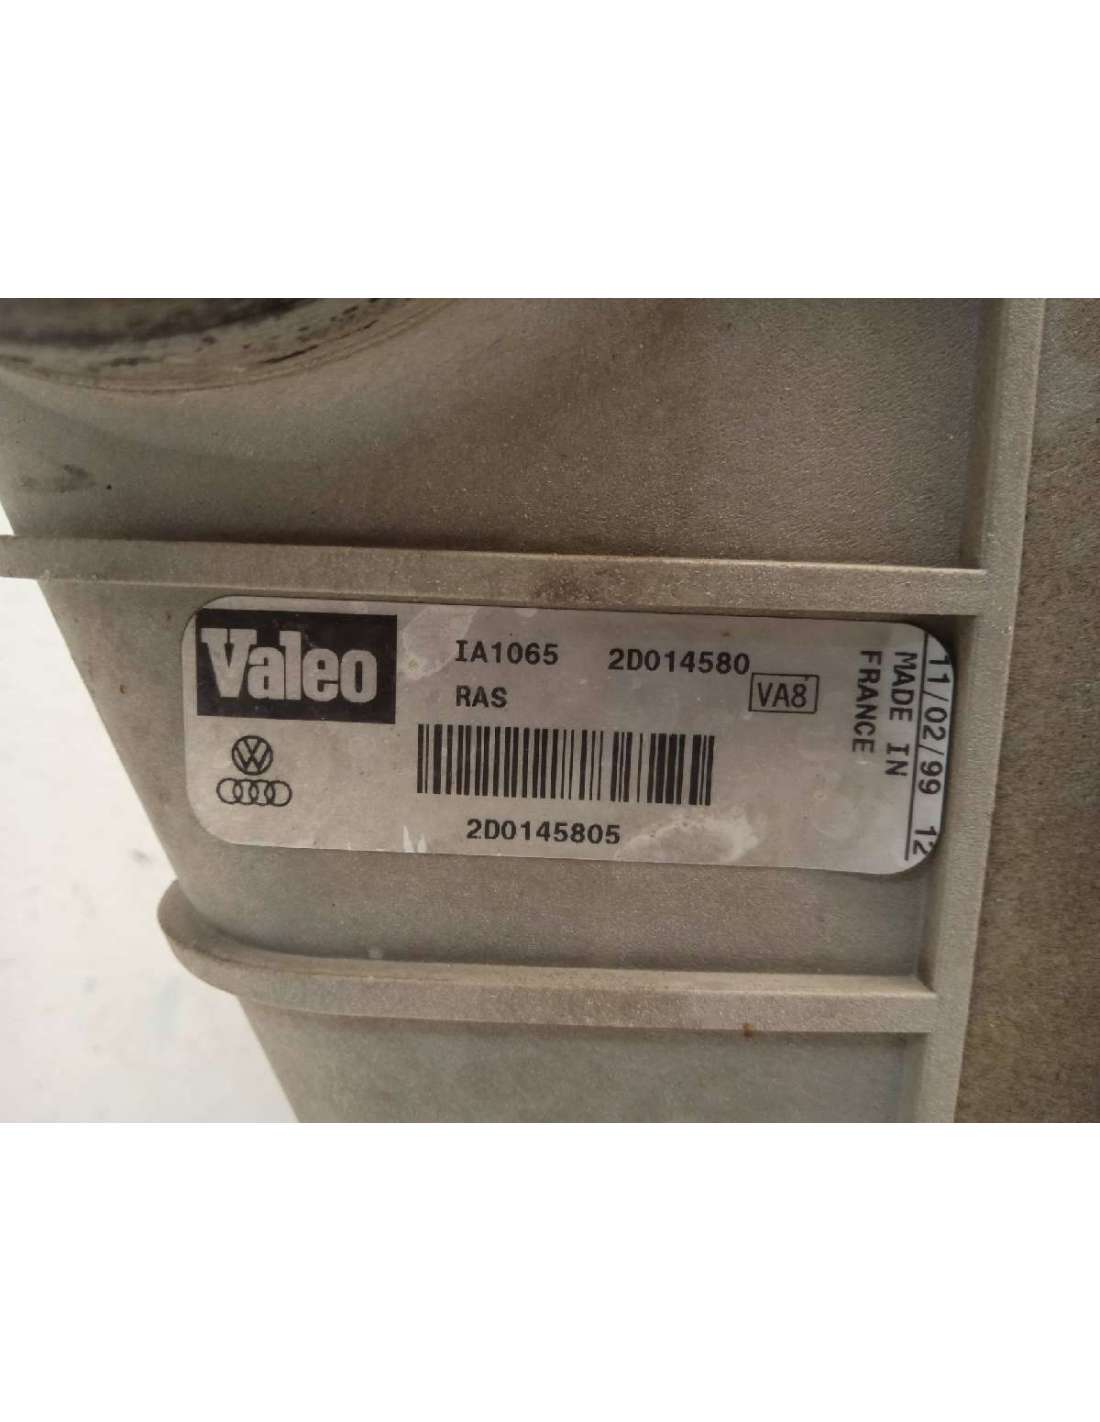 Valeo
IA1065 2D014580
RAS
VA8
2D0145805
MADE IN
FRANCE
11/02/99 12